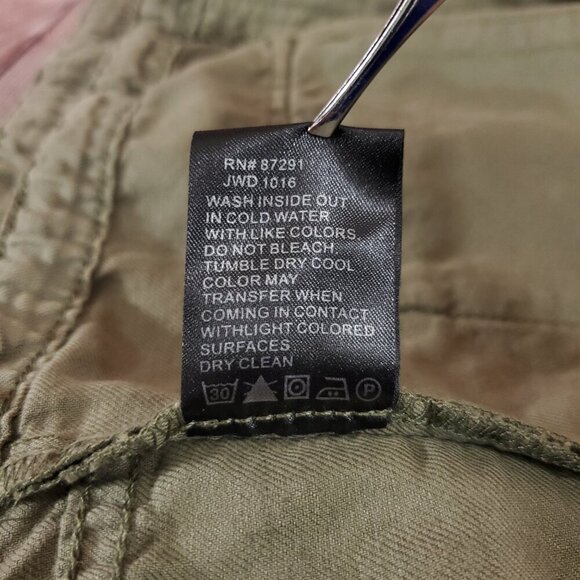 RN# 87291
JWD 1016
WASH INSIDE OUT
IN COLD WATER
WITH LIKE COLORS
DO NOT BLEACH
TUMBLE DRY COOL
COLOR MAY
TRANSFER WHEN
COMING IN CONTACT
WITHLIGHT COLORED
SURFACES
DRY CLEAN
30 P